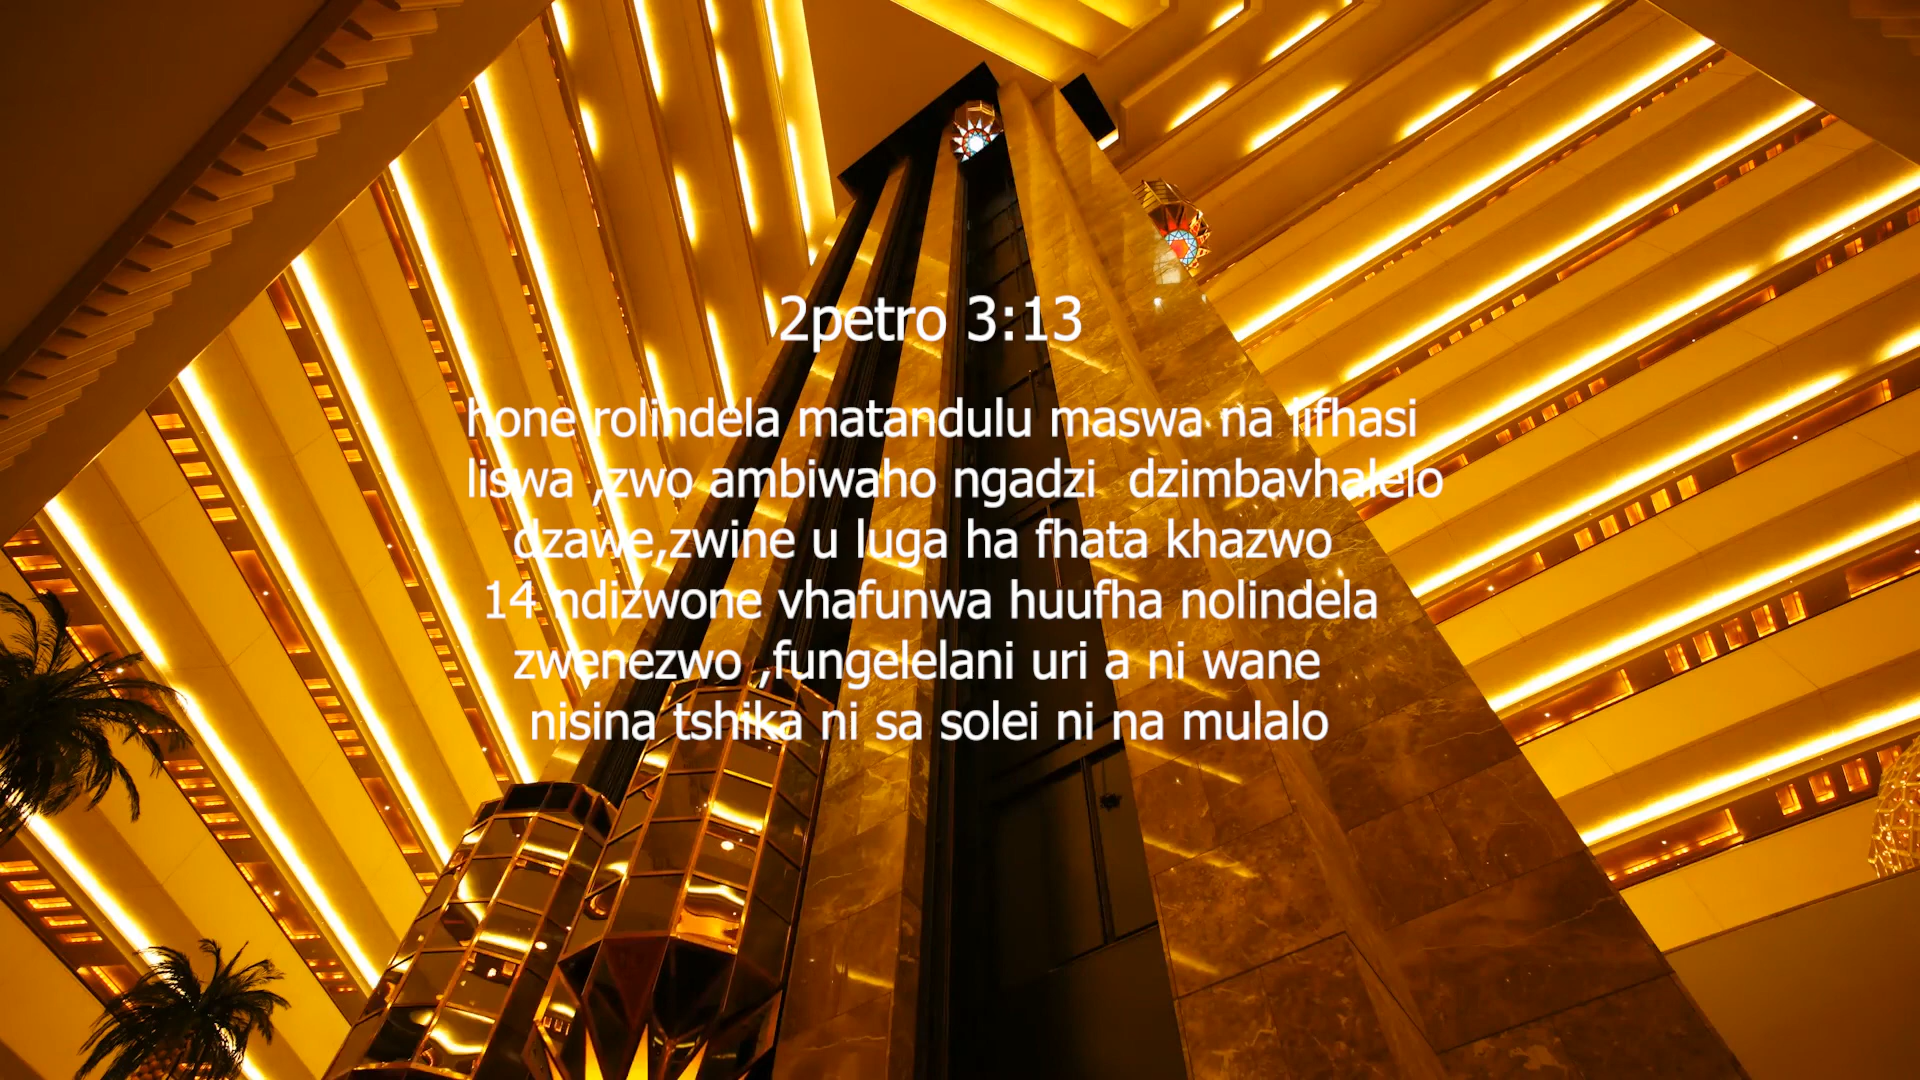 2petro 3:13
hone rolindela matandulu maswa na lifhasi
liswa ,zwo ambiwaho ngadzi dzimbavhalelo
dzawe,zwine u luga ha fhata khazwo
14 ndizwone vhafunwa huufha nolindela
zwenezwo ,fungelelani uri a ni wane
nisina tshika ni sa solei ni na mulalo